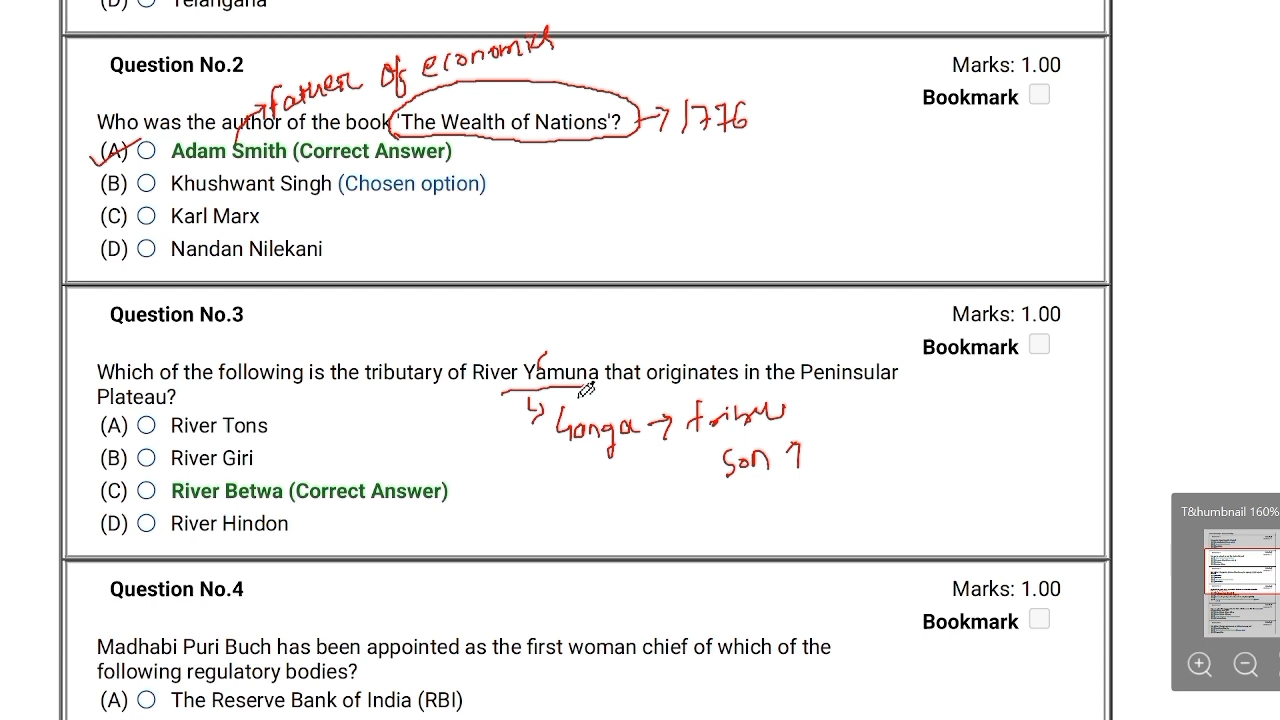 (D) Telangana
Question No.2
Marks: 1.00
Father of economics
Bookmark
Who was the author of the book 'The Wealth of Nations'? → 1776
(A) Adam Smith (Correct Answer)
(B) Khushwant Singh (Chosen option)
(C) Karl Marx
(D) Nandan Nilekani
Question No.3
Marks: 1.00
Bookmark
Which of the following is the tributary of River Yamuna that originates in the Peninsular
Plateau?
Ganga →
(A) River Tons
(B) River Giri
Son
(C) River Betwa (Correct Answer)
(D) River Hindon
T&humbnail 160%
Question No.4
Marks: 1.00
Bookmark
Madhabi Puri Buch has been appointed as the first woman chief of which of the
following regulatory bodies?
(A) The Reserve Bank of India (RBI)